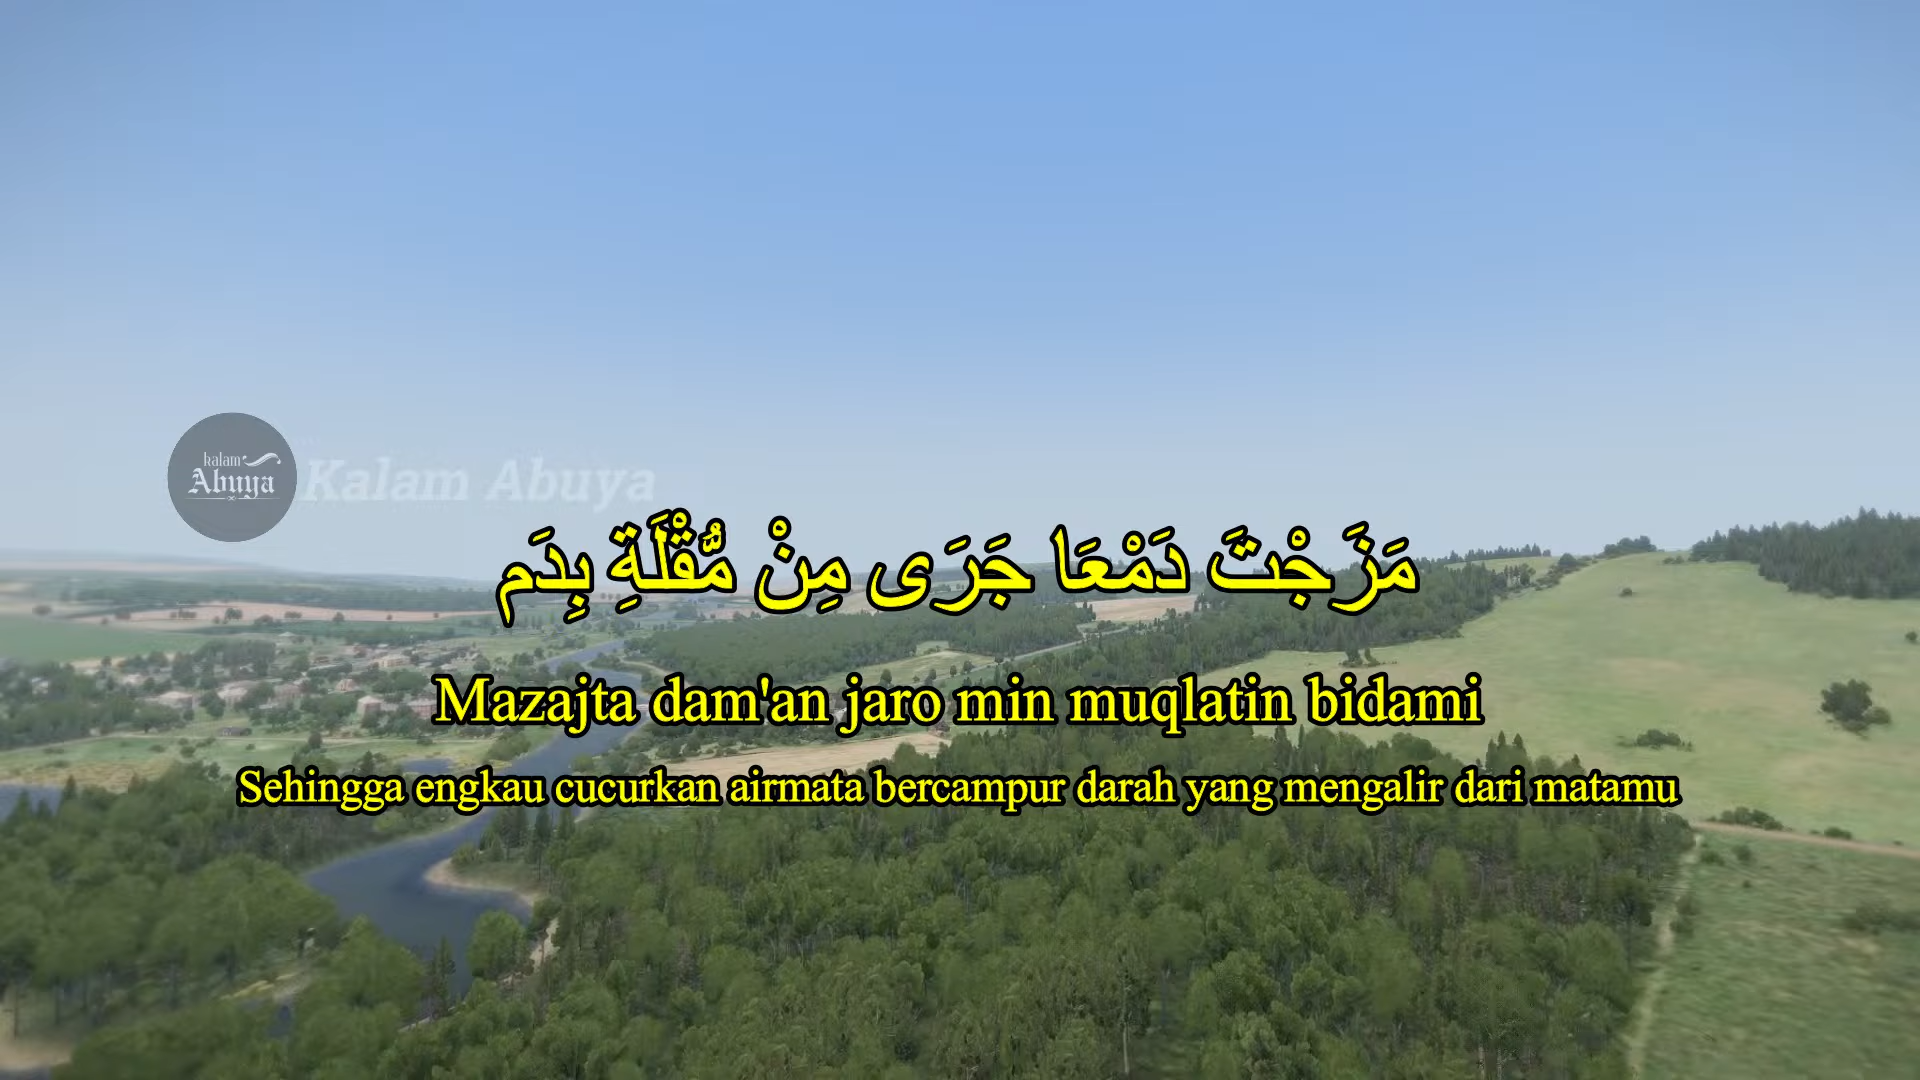 kalam
Abuya
Kalam Abuya
مَزَجْتَ دَمْعَا جَرَى مِنْ مُّقْلَةِ بِدَم
Mazajta dam'an jaro min muqlatin bidami
Sehingga engkau cucurkan airmata bercampur darah yang mengalir dari matamu